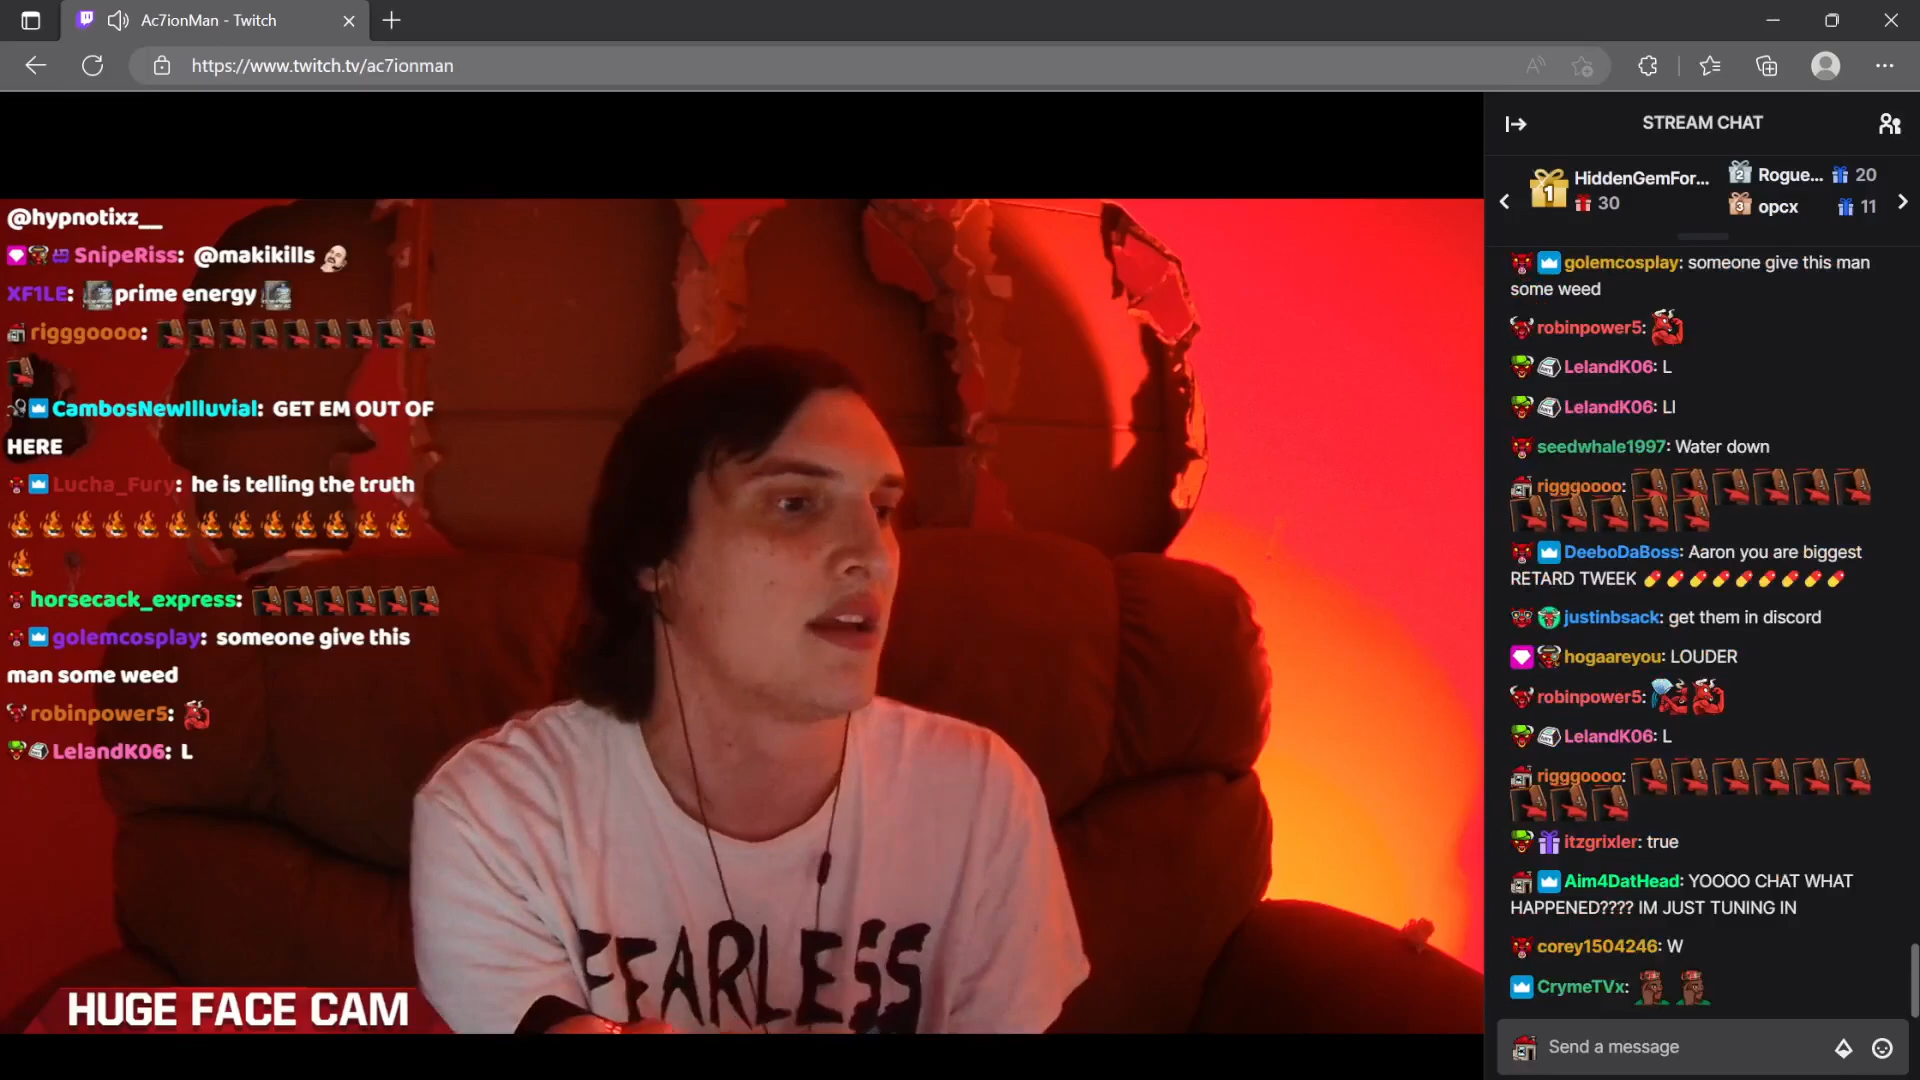 Ac7ionMan - Twitch
https://www.twitch.tv/ac7ionman
@hypnotixz__
SnipeRiss: @makikills
XF1LE: prime energy
rigggoooo:
CambosNewIlluvial: GET EM OUT OF
HERE
Lucha_Fury: he is telling the truth
horsecack_express:
golemcosplay: someone give this
man some weed
robinpower5:
LelandK06: L
FEARLESS
HUGE FACE CAM
STREAM CHAT
1 HiddenGemFor... 30
2 Rogue... 20
3 opcx 11
golemcosplay: someone give this man
some weed
robinpower5:
LelandK06: L
LelandK06: Ll
seedwhale1997: Water down
rigggoooo:
DeeboDaBoss: Aaron you are biggest
RETARD TWEEK
justinbsack: get them in discord
hogaareyou: LOUDER
robinpower5:
LelandK06: L
rigggoooo:
itzgrixler: true
Aim4DatHead: YOOOO CHAT WHAT
HAPPENED???? IM JUST TUNING IN
corey1504246: W
CrymeTVx:
Send a message